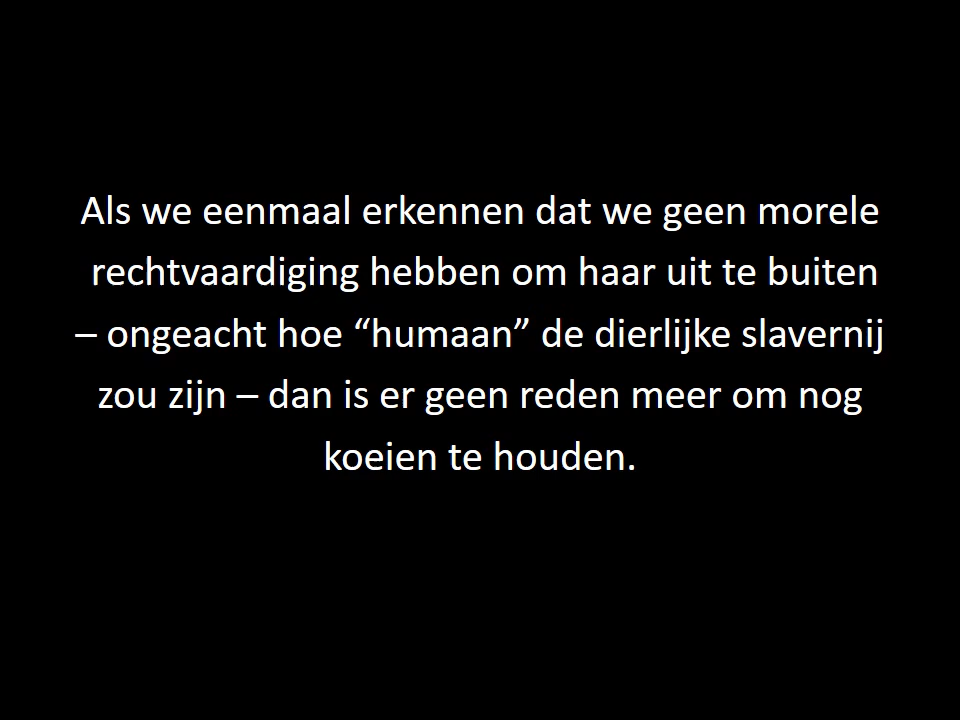 Als we eenmaal erkennen dat we geen morele
rechtvaardiging hebben om haar uit te buiten
– ongeacht hoe “humaan” de dierlijke slavernij
zou zijn – dan is er geen reden meer om nog
koeien te houden.